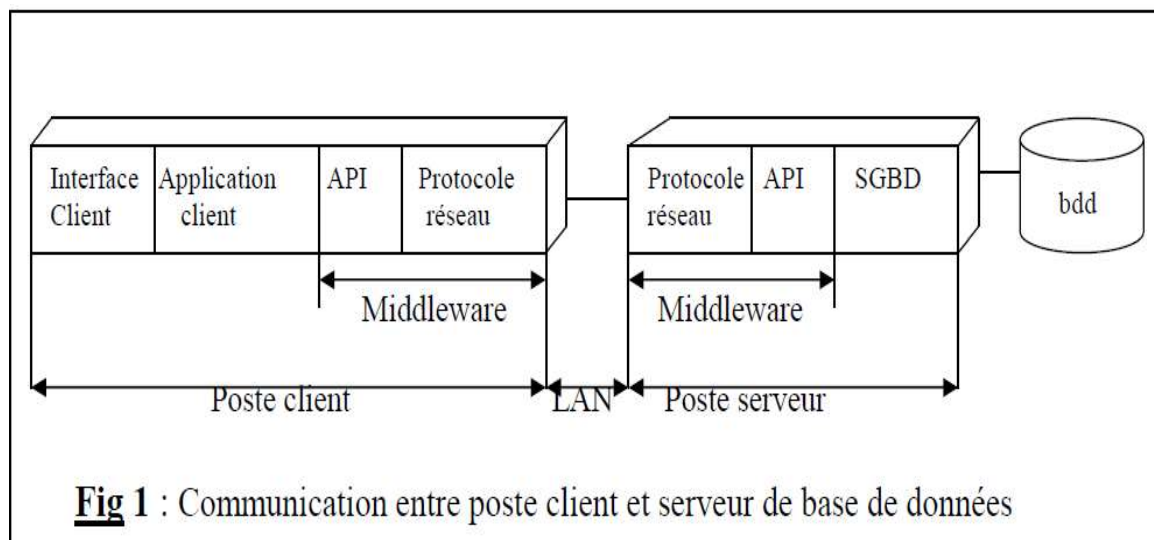 Interface
Client
Application
client
API
Protocole
réseau
Protocole
réseau
API
SGBD
bdd
Middleware
Middleware
Poste client
LAN
Poste serveur
Fig 1 : Communication entre poste client et serveur de base de données